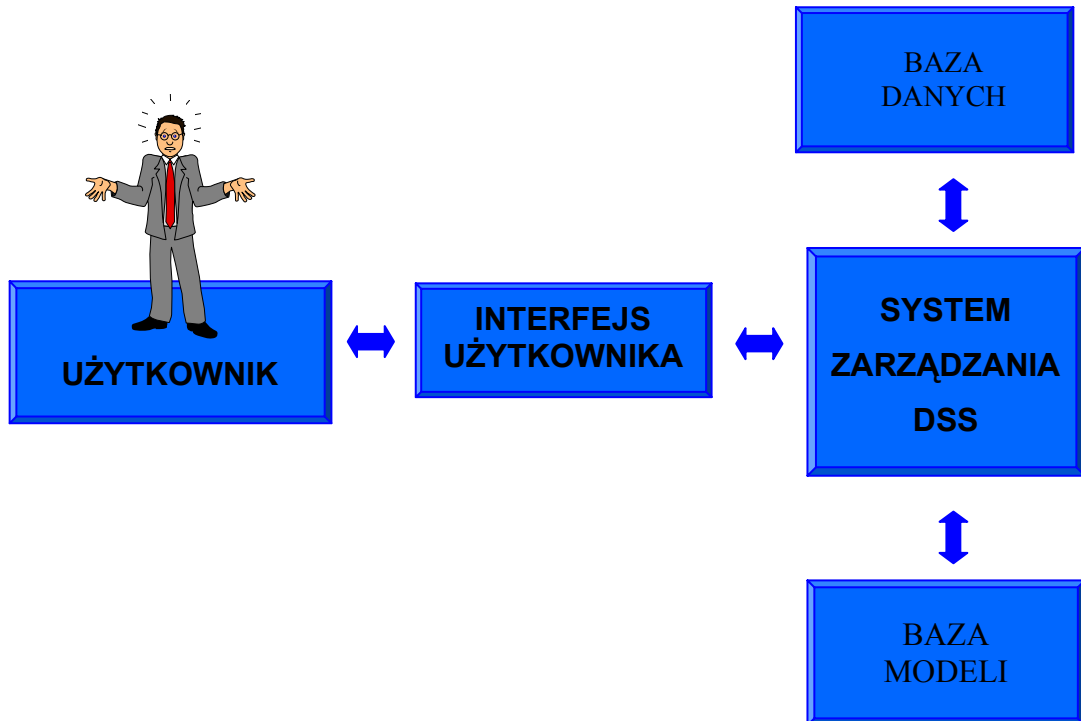 BAZA
DANYCH
UŻYTKOWNIK
INTERFEJS
UŻYTKOWNIKA
SYSTEM
ZARZĄDZANIA
DSS
BAZA
MODELI